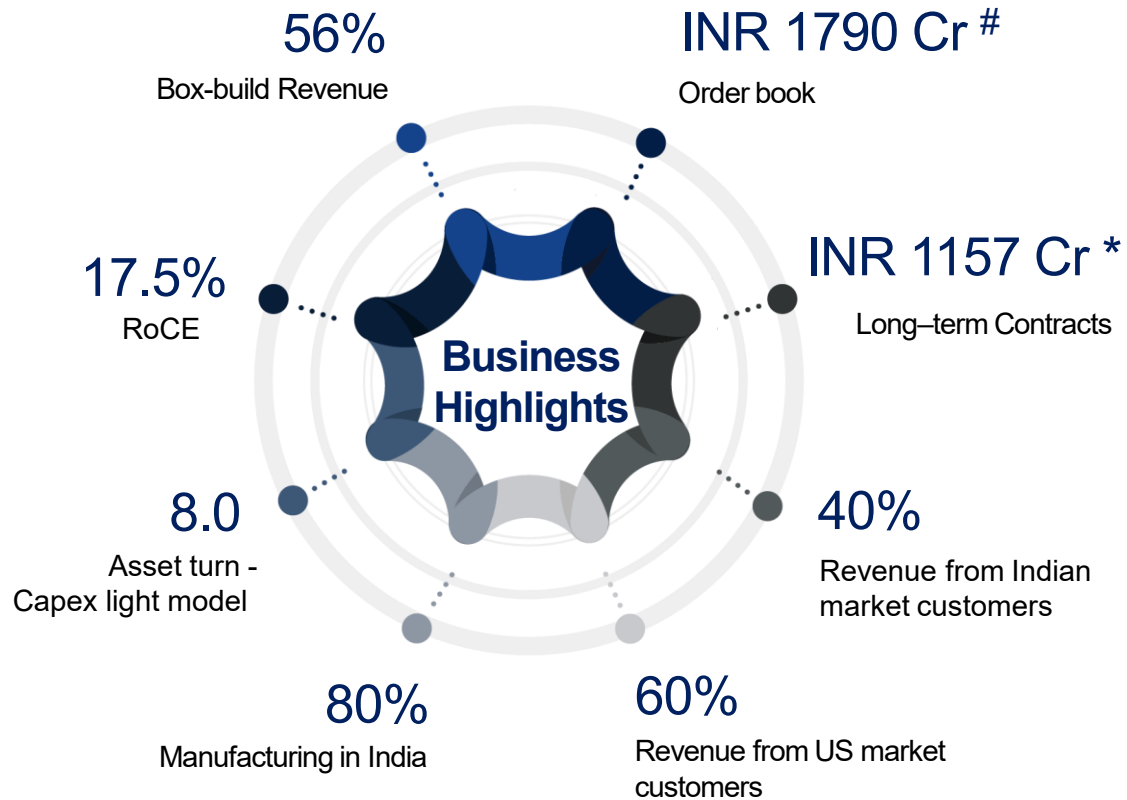 56%
Box-build Revenue
INR 1790 Cr #
Order book
17.5%
RoCE
INR 1157 Cr *
Long–term Contracts
Business
Highlights
8.0
Asset turn -
Capex light model
40%
Revenue from Indian
market customers
80%
Manufacturing in India
60%
Revenue from US market
customers